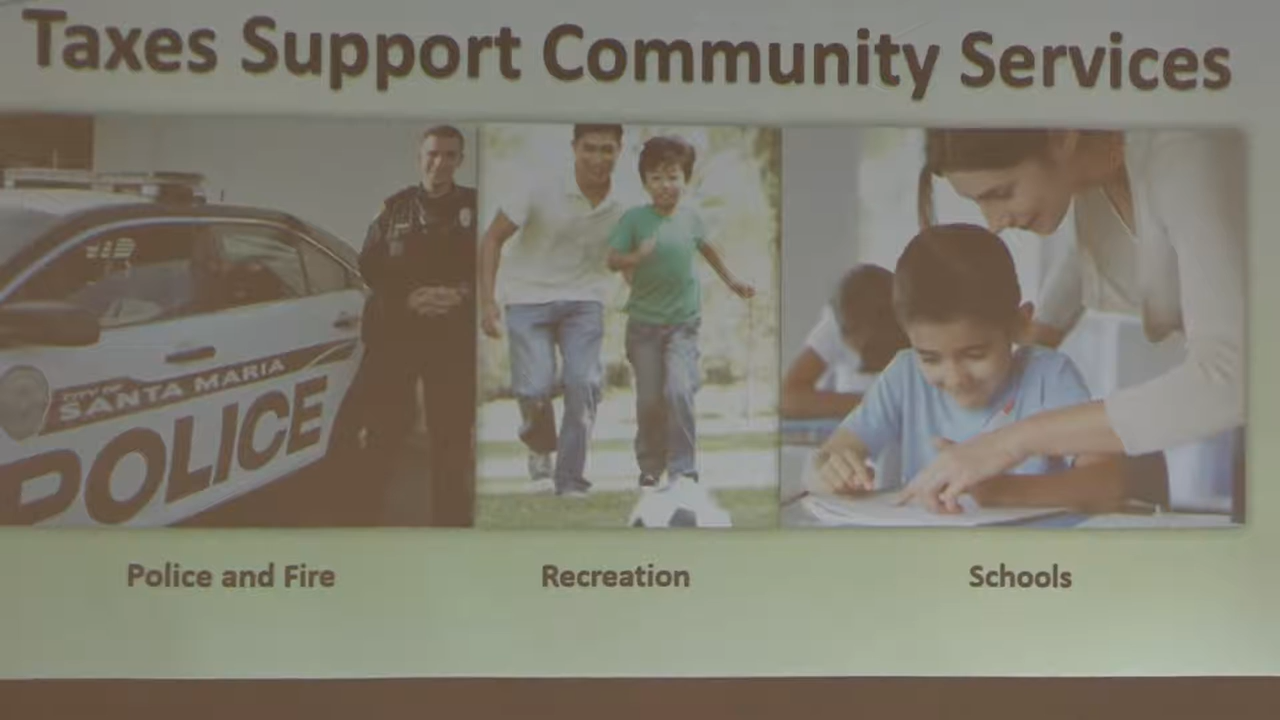 Taxes Support Community Services
CITY OF
SANTA MARIA
POLICE
Police and Fire
Recreation
Schools